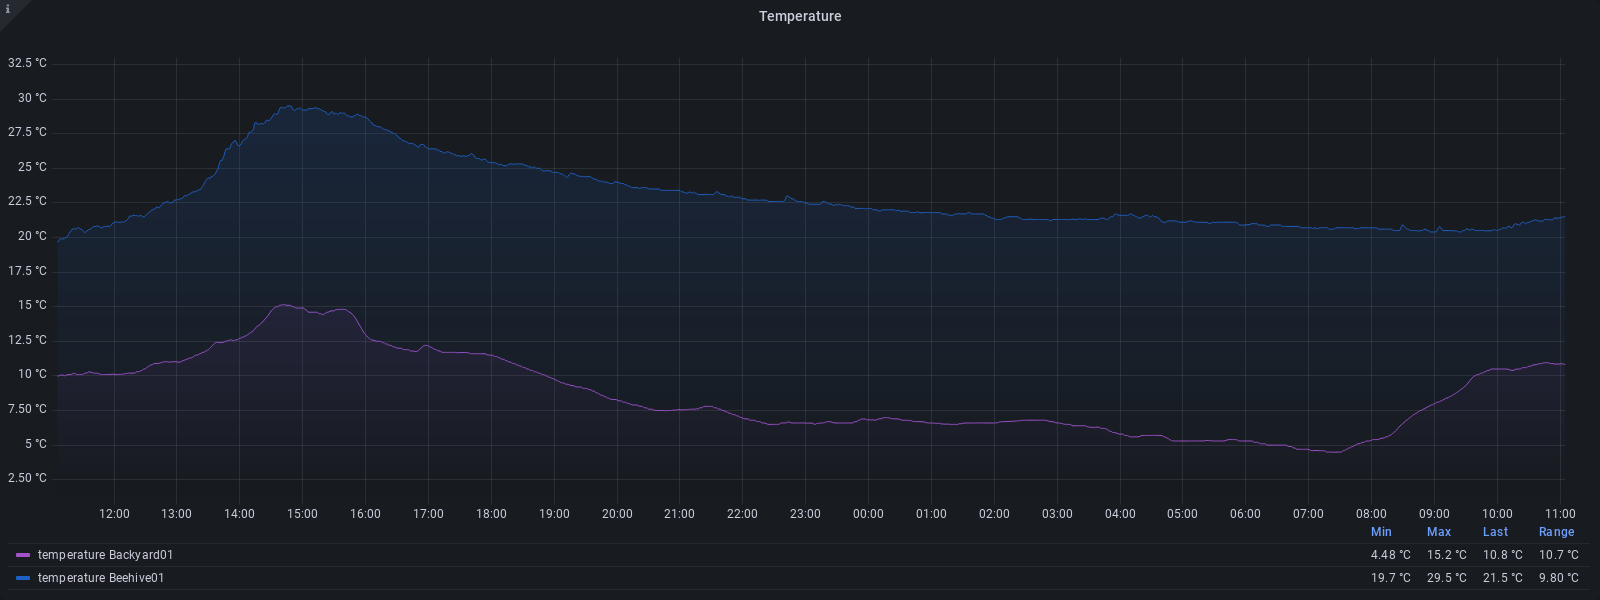 i
Temperature
32.5 °C
30 °C
27.5 °C
25 °C
22.5 °C
20 °C
17.5 °C
15 °C
12.5 °C
10 °C
7.50 °C
5 °C
2.50 °C
12:00 13:00 14:00 15:00 16:00 17:00 18:00 19:00 20:00 21:00 22:00 23:00 00:00 01:00 02:00 03:00 04:00 05:00 06:00 07:00 08:00 09:00 10:00 11:00
Min Max Last Range
temperature Backyard01 4.48 °C 15.2 °C 10.8 °C 10.7 °C
temperature Beehive01 19.7 °C 29.5 °C 21.5 °C 9.80 °C